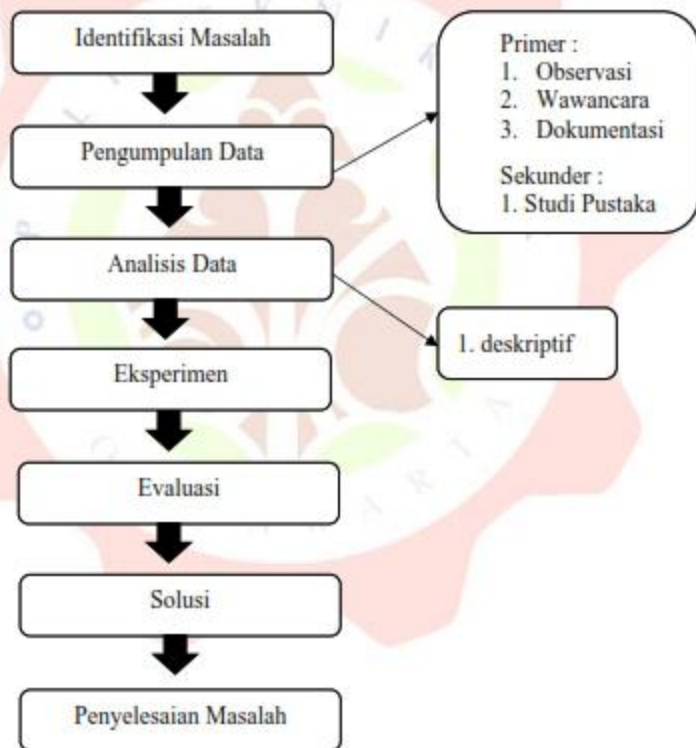 Identifikasi Masalah
Pengumpulan Data
Primer :
1. Observasi
2. Wawancara
3. Dokumentasi
Sekunder :
1. Studi Pustaka
Analisis Data
1. deskriptif
Eksperimen
Evaluasi
Solusi
Penyelesaian Masalah